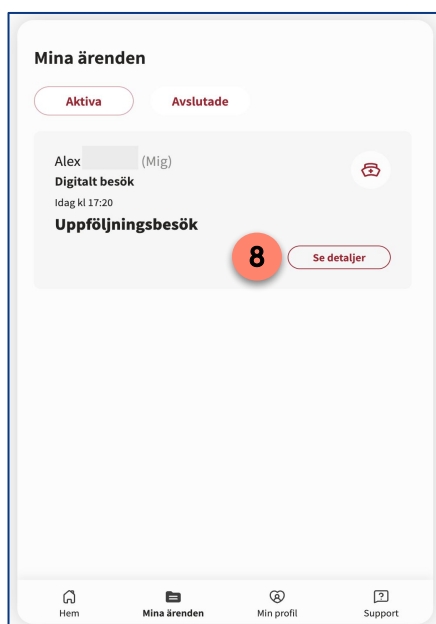 Mina ärenden
Aktiva Avslutade
Alex (Mig)
Digitalt besök
Idag kl 17:20
Uppföljningsbesök
8 Se detaljer
Hem Mina ärenden Min profil Support